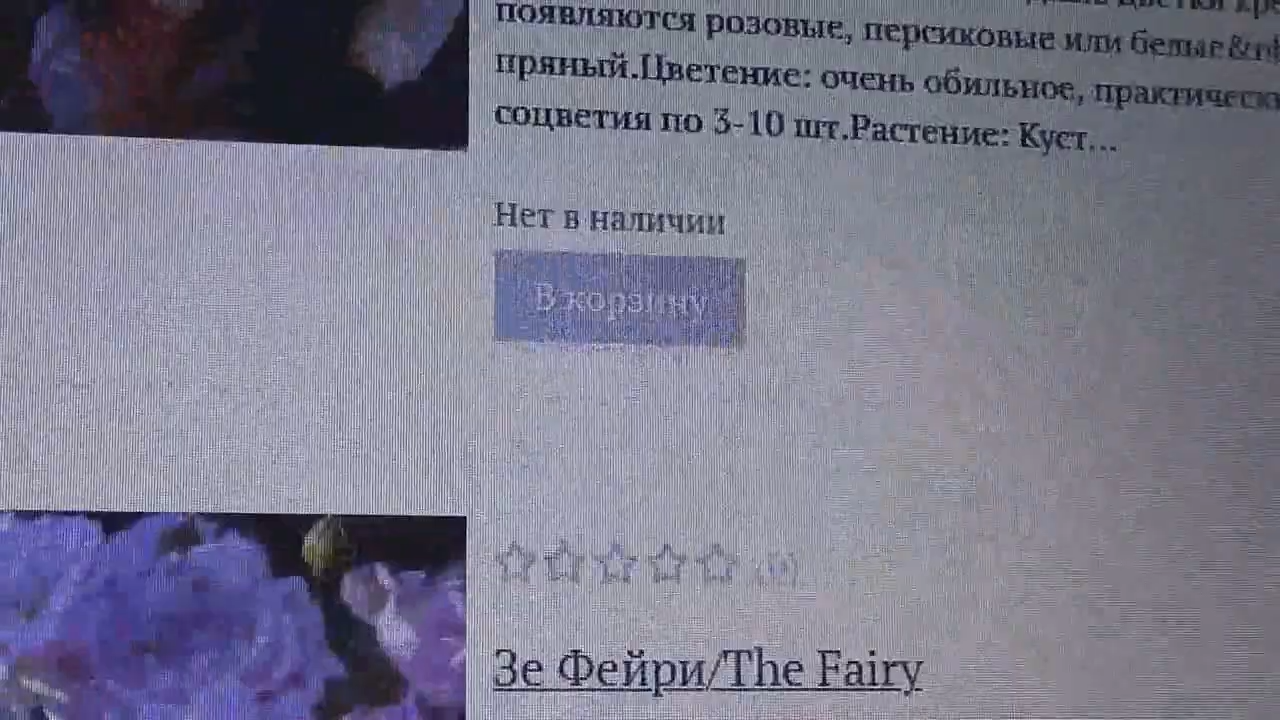 появляются розовые, персиковые или белые &n
пряный.Цветение: очень обильное, практическ
соцветия по 3-10 шт.Растение: Куст...
Нет в наличии
В корзину
(0)
Зе Фейри/The Fairy